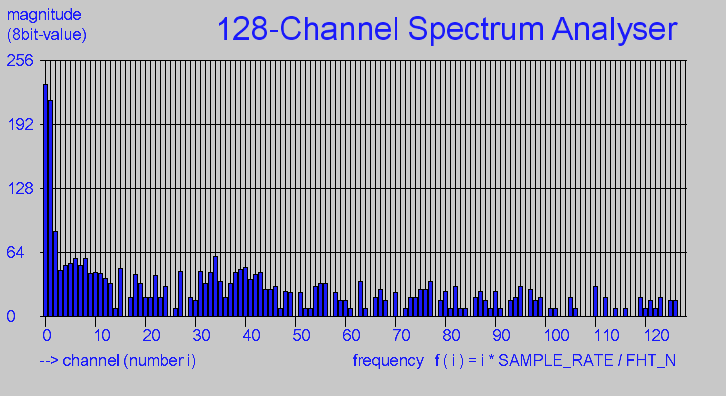 magnitude
(8bit-value)
128-Channel Spectrum Analyser
256
192
128
64
0
0 10 20 30 40 50 60 70 80 90 100 110 120
--> channel (number i)
frequency f ( i ) = i * SAMPLE_RATE / FHT_N